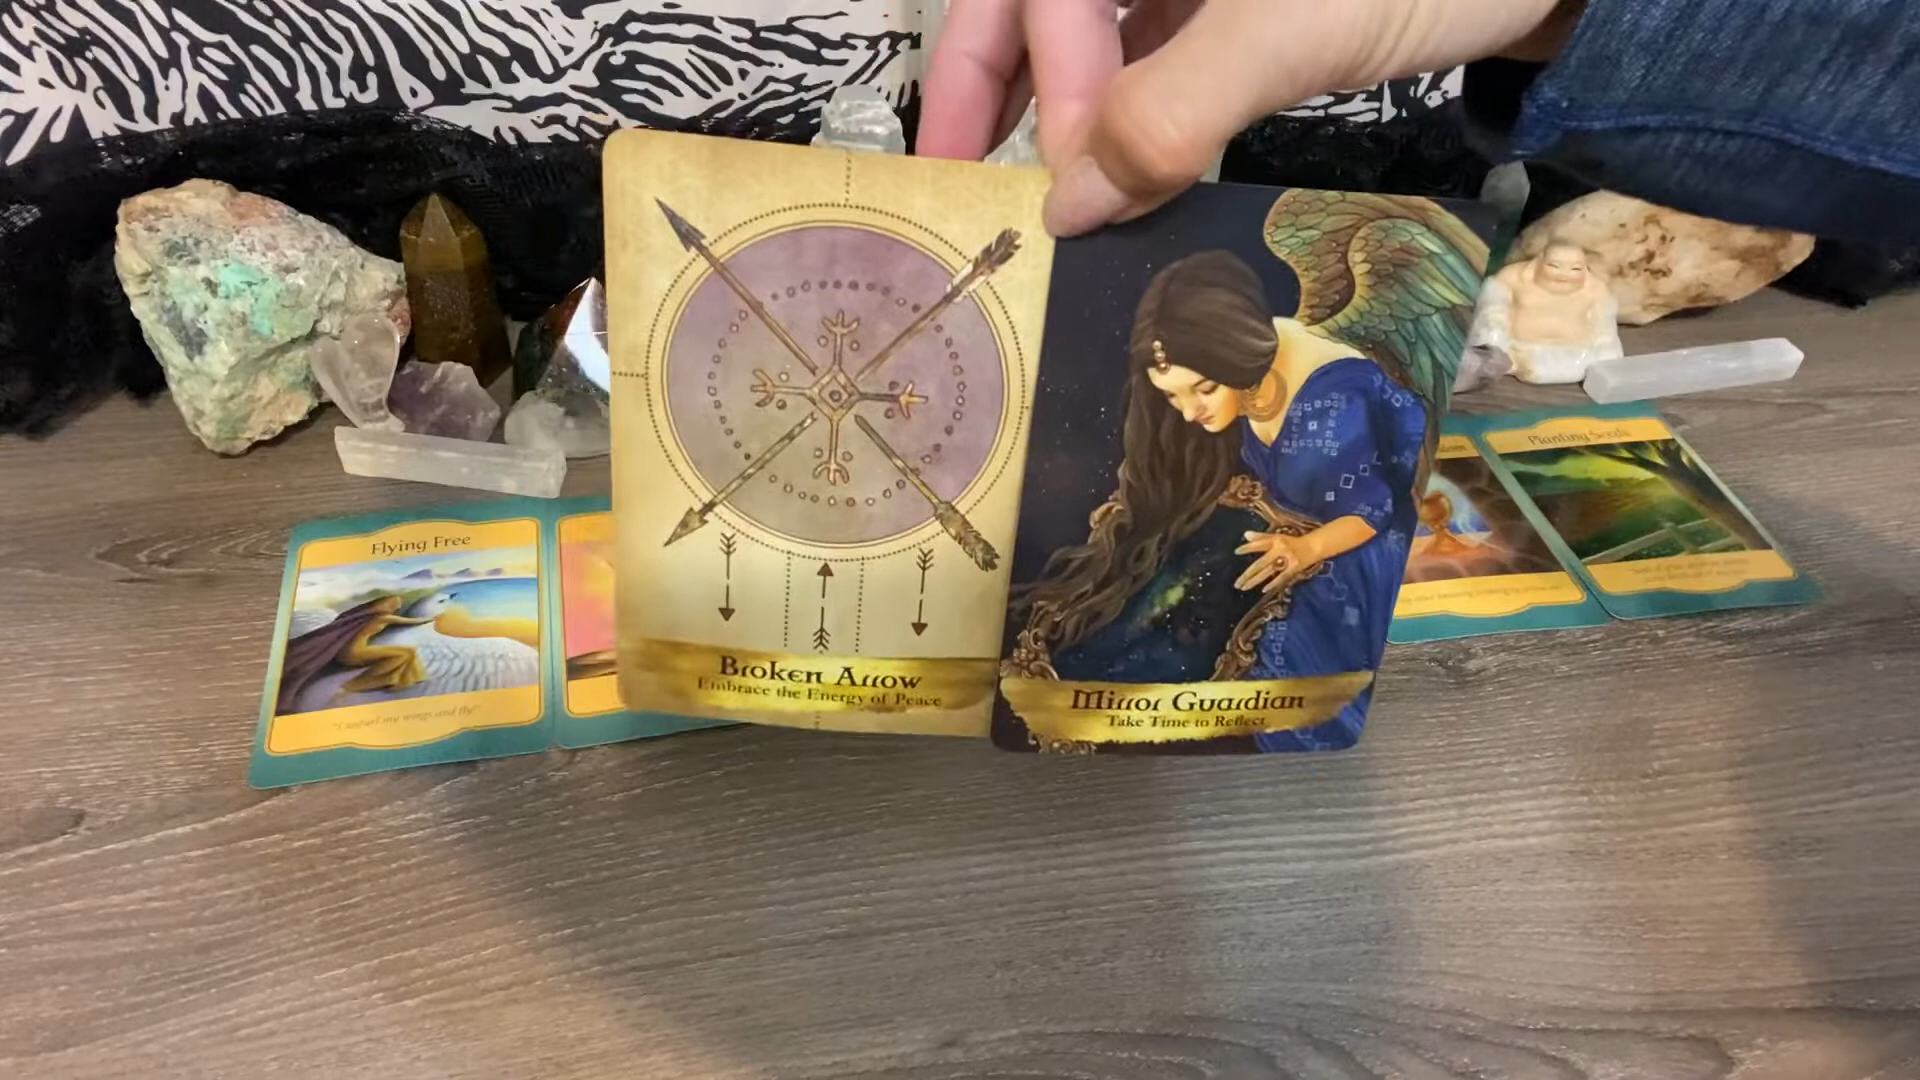 Flying Free
"I unfurl my wings and fly"
Broken Arrow
Embrace the Energy of Peace
Mirror Guardian
Take Time to Reflect
Planting Seeds